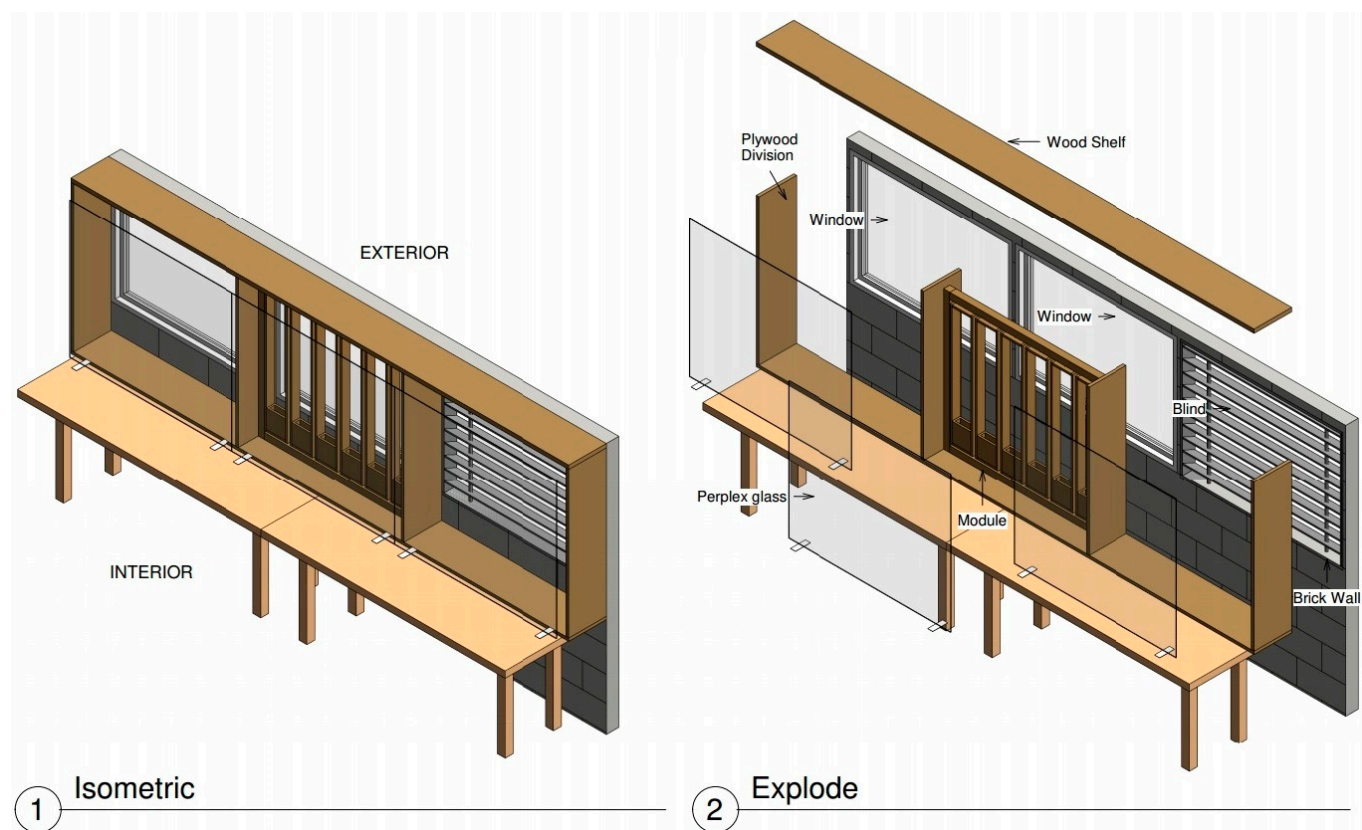 EXTERIOR
INTERIOR
1
Isometric
Wood Shelf
Plywood
Division
Window
Window
Blind
Perplex glass
Module
Brick Wall
2
Explode